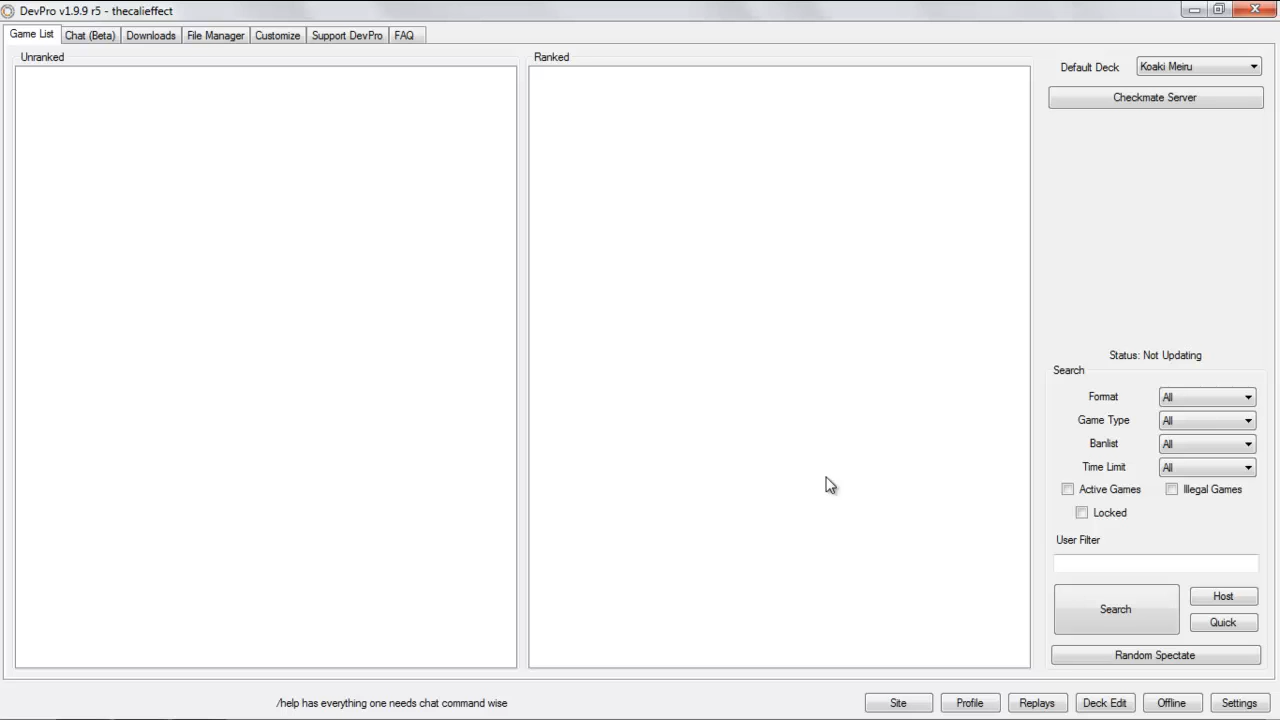 DevPro v1.9.9 r5 - thecalieffect
Game List Chat (Beta) Downloads File Manager Customize Support DevPro FAQ
Unranked
Ranked
Default Deck Koaki Meiru
Checkmate Server
Status: Not Updating
Search
Format All
Game Type All
Banlist All
Time Limit All
Active Games Illegal Games
Locked
User Filter
Search
Host
Quick
Random Spectate
/help has everything one needs chat command wise
Site Profile Replays Deck Edit Offline Settings